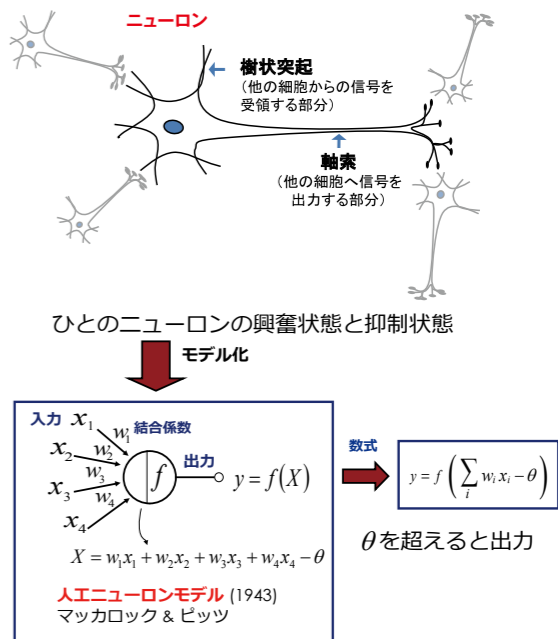 ニューロン
樹状突起
(他の細胞からの信号を
受領する部分)
軸索
(他の細胞へ信号を
出力する部分)
ひとのニューロンの興奮状態と抑制状態
モデル化
入力 x₁ w₁ 結合係数
x₂ w₂
x₃ w₃
x₄ w₄
f
出力
y = f(X)
X = w₁x₁ + w₂x₂ + w₃x₃ + w₄x₄ − θ
人工ニューロンモデル (1943)
マッカロック & ピッツ
数式
y = f ( ∑ᵢ wᵢ xᵢ − θ )
θを超えると出力